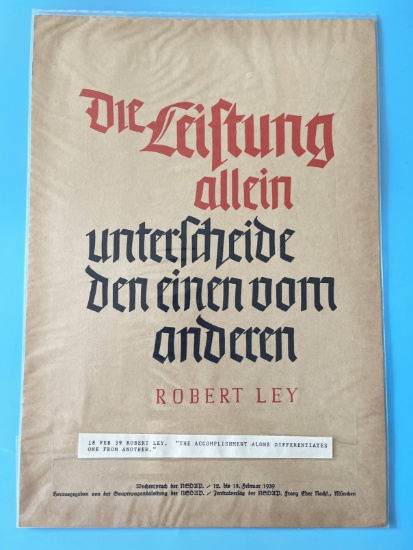 Die Leiſtung
allein
unterſcheide
den einen vom
anderen
ROBERT LEY
18 FEB 39 ROBERT LEY. "THE ACCOMPLISHMENT ALONE DIFFERENTIATES
ONE FROM ANOTHER."
Wochenſpruch der NSDAP. / 12. bis 18. Februar 1939
Herausgegeben von der Gaupropagandaleitung der NSDAP. / Zentralverlag der NSDAP, Franz Eher Nachf., München